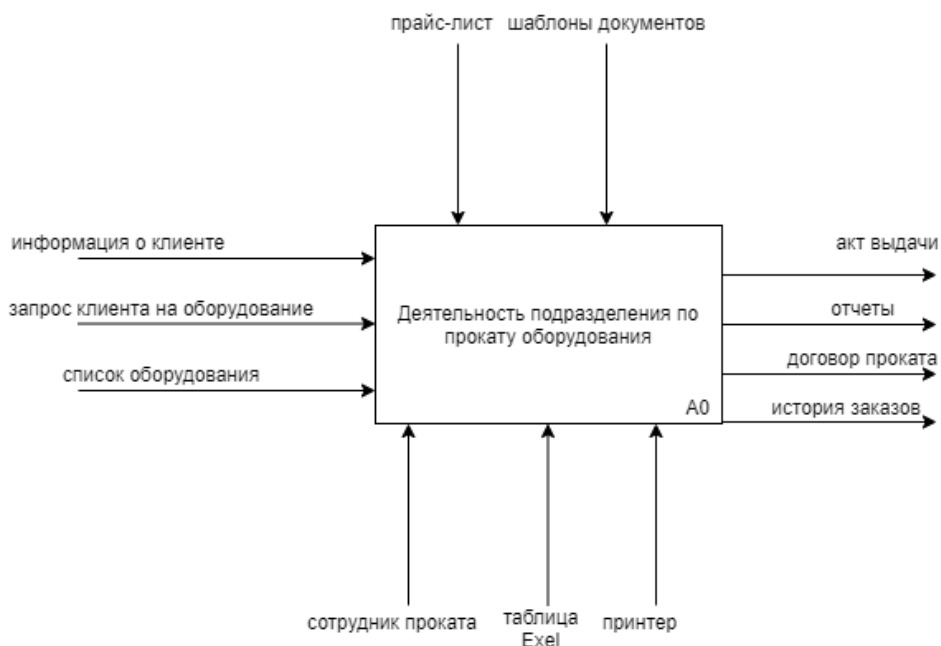 прайс-лист
шаблоны документов
информация о клиенте
акт выдачи
запрос клиента на оборудование
Деятельность подразделения по
прокату оборудования
отчеты
договор проката
список оборудования
A0
история заказов
сотрудник проката
таблица
Exel
принтер